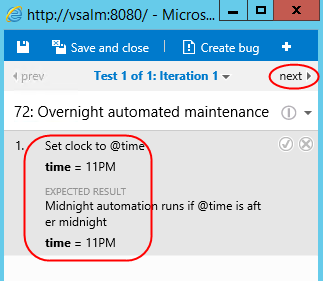 http://vsalm:8080/ - Micros...
Save and close
Create bug
prev
Test 1 of 1: Iteration 1
next
72: Overnight automated maintenance
1. Set clock to @time
time = 11PM
EXPECTED RESULT
Midnight automation runs if @time is aft
er midnight
time = 11PM